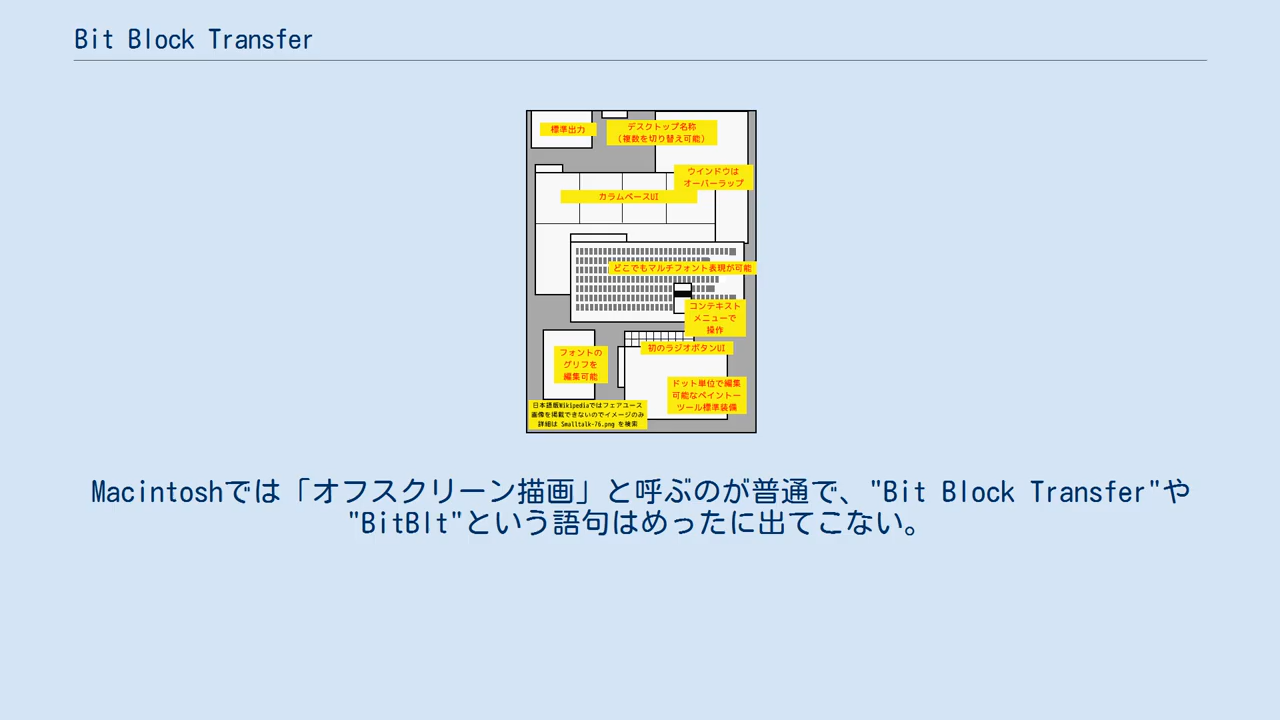 Bit Block Transfer
標準出力
デスクトップ名称
（複数を切り替え可能）
ウインドウは
オーバーラップ
カラムベースUI
どこでもマルチフォント表現が可能
コンテキスト
メニューで
操作
初のラジオボタンUI
フォントの
グリフを
編集可能
ドット単位で編集
可能なペイントー
ツール標準装備
日本語版Wikipediaではフェアユース
画像を掲載できないのでイメージのみ
詳細は Smalltalk-76.png を検索
Macintoshでは「オフスクリーン描画」と呼ぶのが普通で、"Bit Block Transfer"や
"BitBlt"という語句はめったに出てこない。